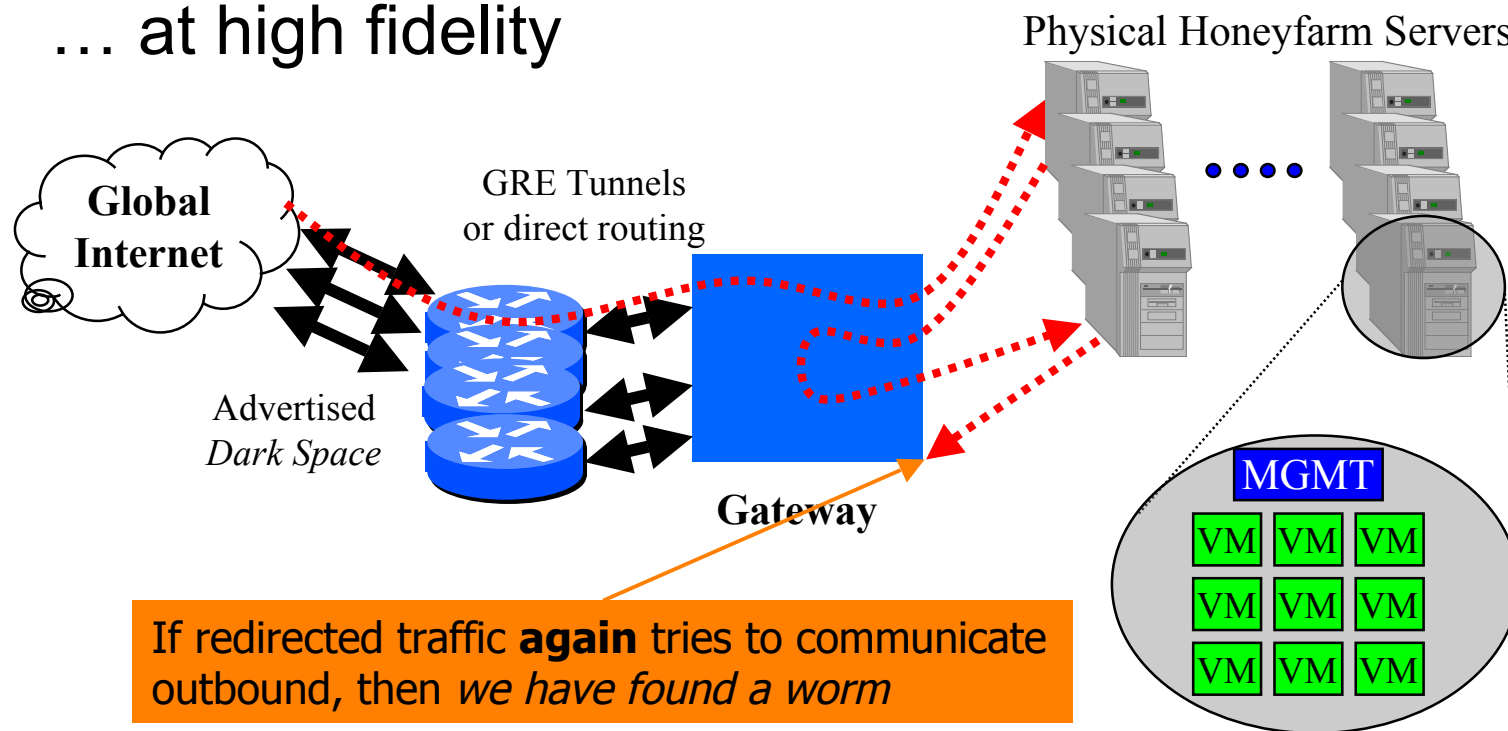 … at high fidelity
Physical Honeyfarm Servers
Global
Internet
GRE Tunnels
or direct routing
Advertised
Dark Space
Gateway
MGMT
VM VM VM
VM VM VM
VM VM VM
If redirected traffic again tries to communicate
outbound, then we have found a worm